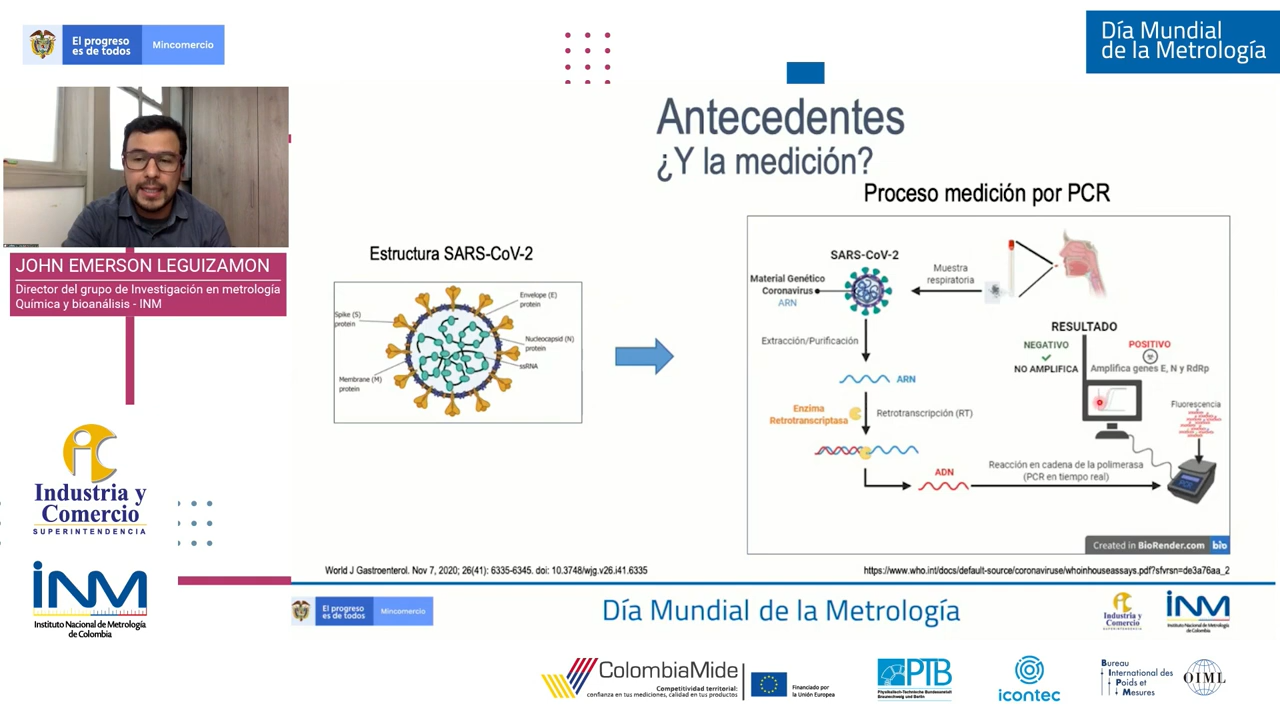 El progreso
es de todos
Mincomercio
Día Mundial
de la Metrología
Antecedentes
¿Y la medición?
Proceso medición por PCR
JOHN EMERSON LEGUIZAMON
Director del grupo de Investigación en metrología
Química y bioanálisis - INM
Estructura SARS-CoV-2
Envelope (E)
protein
Spike (S)
protein
Nucleocapsid (N)
protein
ssRNA
Membrane (M)
protein
SARS-CoV-2
Material Genético
Coronavirus
ARN
Muestra
respiratoria
Extracción/Purificación
ARN
Enzima
Retrotranscriptasa
Retrotranscripción (RT)
ADN
Reacción en cadena de la polimerasa
(PCR en tiempo real)
RESULTADO
NEGATIVO
NO AMPLIFICA
POSITIVO
Amplifica genes E, N y RdRp
Fluorescencia
PCR
Created in BioRender.com
bio
World J Gastroenterol. Nov 7, 2020; 26(41): 6335-6345. doi: 10.3748/wjg.v26.i41.6335
https://www.who.int/docs/default-source/coronaviruse/whoinhouseassays.pdf?sfvrsn=de3a76aa_2
iC
Industria y
Comercio
SUPERINTENDENCIA
iNM
Instituto Nacional de Metrología
de Colombia
El progreso
es de todos
Mincomercio
Día Mundial de la Metrología
Industria y
Comercio
SUPERINTENDENCIA
iNM
Instituto Nacional de Metrología
de Colombia
ColombiaMide
Competitividad territorial:
confianza en tus mediciones, calidad en tus productos
Financiado por
la Unión Europea
PTB
Physikalisch-Technische Bundesanstalt
Braunschweig und Berlin
icontec
Bureau
International des
Poids et
Mesures
OIML